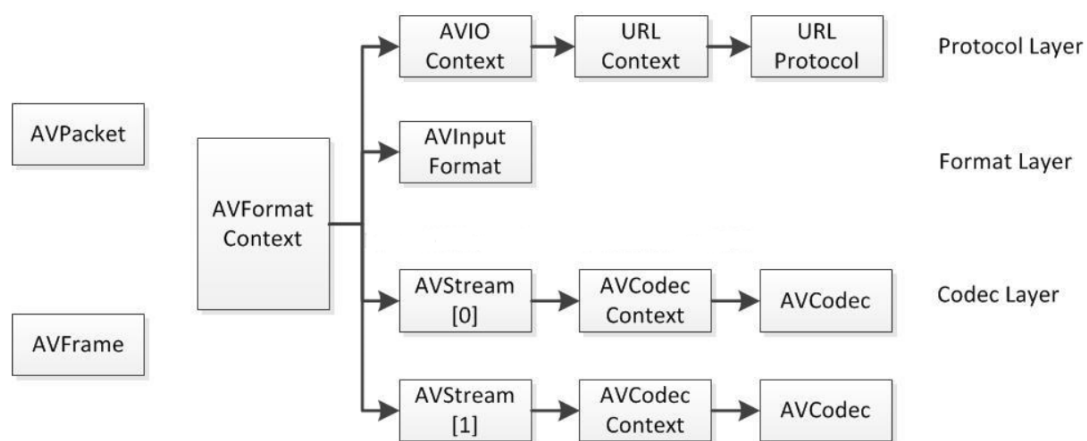 AVIO
Context
URL
Context
URL
Protocol
Protocol Layer
AVPacket
AVInput
Format
Format Layer
AVFormat
Context
AVStream
[0]
AVCodec
Context
AVCodec
Codec Layer
AVFrame
AVStream
[1]
AVCodec
Context
AVCodec